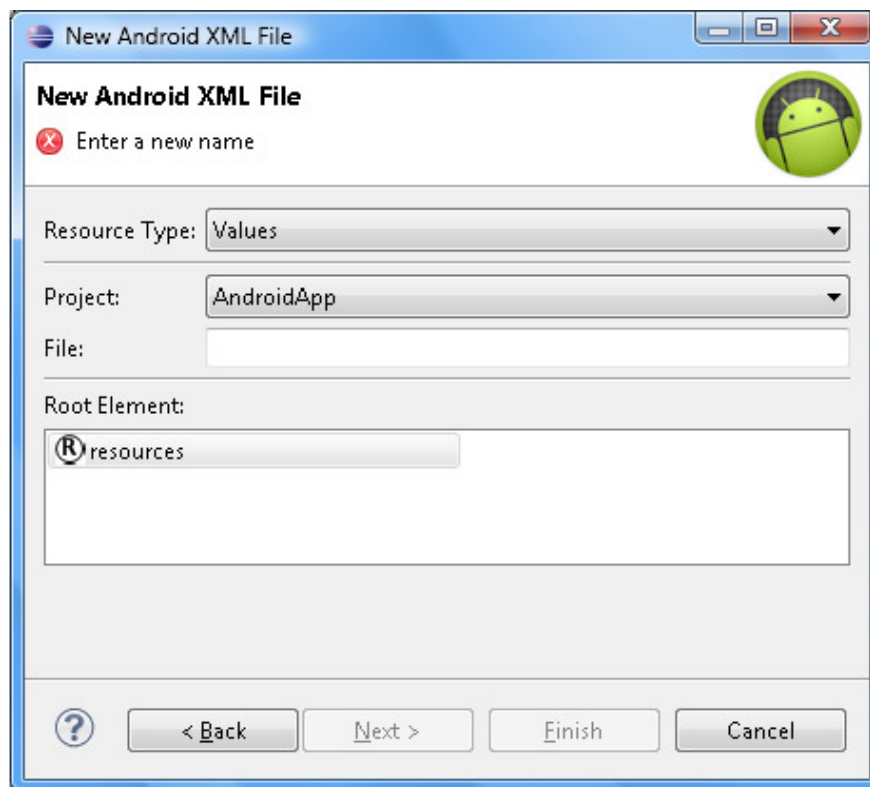 New Android XML File
New Android XML File
Enter a new name
Resource Type: Values
Project: AndroidApp
File:
Root Element:
R resources
? < Back Next > Finish Cancel